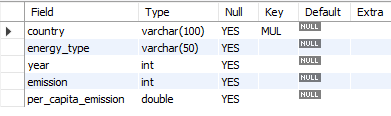 Field Type Null Key Default Extra
country varchar(100) YES MUL NULL
energy_type varchar(50) YES NULL
year int YES NULL
emission int YES NULL
per_capita_emission double YES NULL